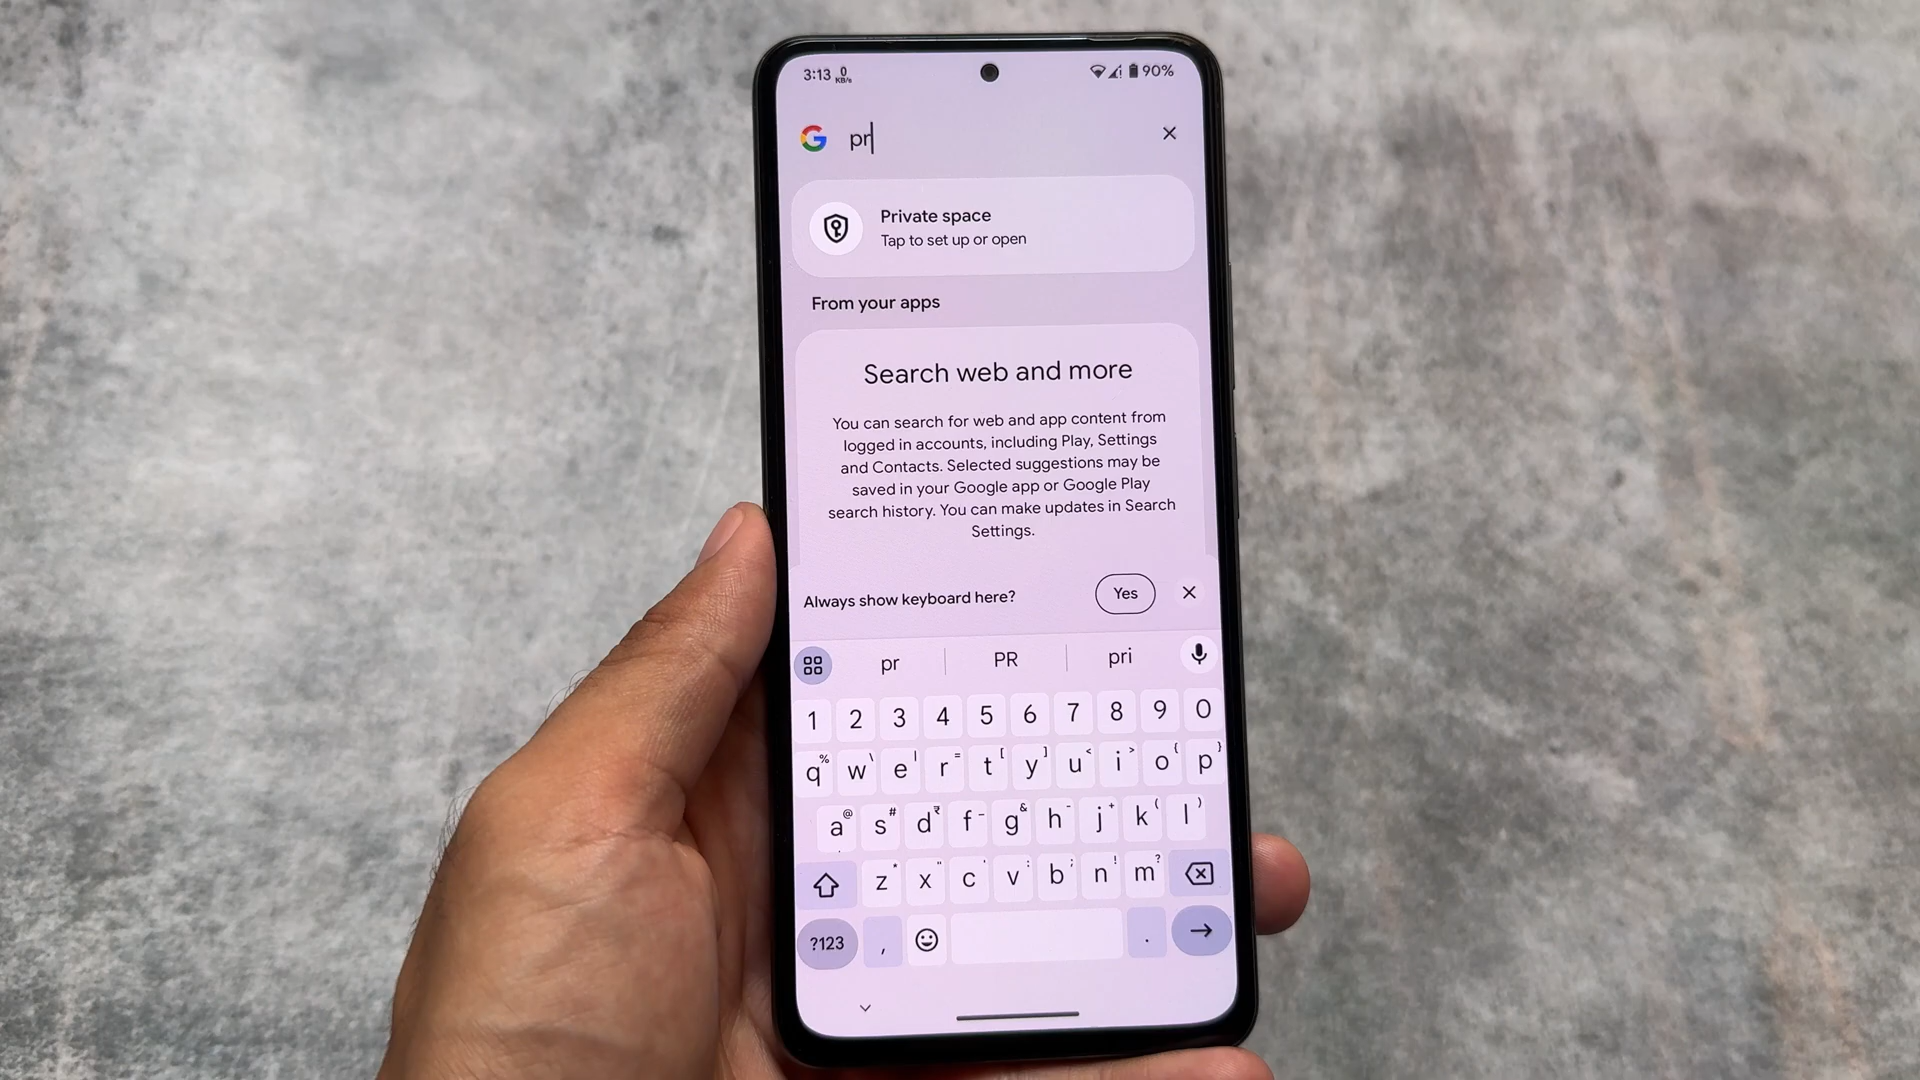 3:13 0 KB/s 90%
G pr
Private space
Tap to set up or open
From your apps
Search web and more
You can search for web and app content from
logged in accounts, including Play, Settings
and Contacts. Selected suggestions may be
saved in your Google app or Google Play
search history. You can make updates in Search
Settings.
Always show keyboard here? Yes
pr PR pri
1 2 3 4 5 6 7 8 9 0
q% w\ e| r= t[ y] u< i> o{ p}
a@ s# d₹ f- g& h- j+ k( l)
z* x" c' v: b; n! m?
?123 , .